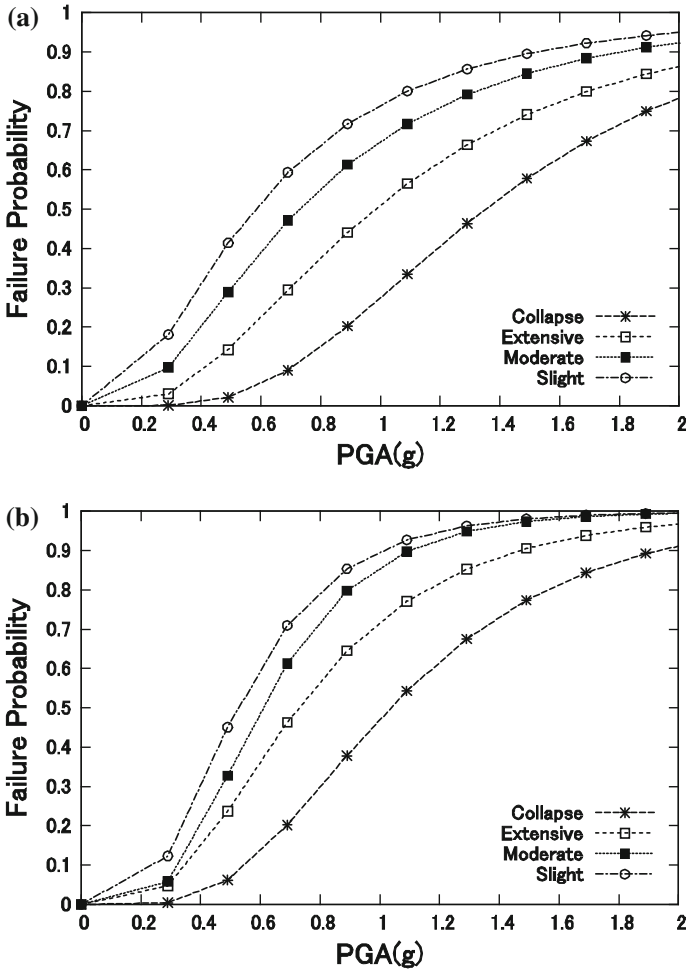 (a)
1
0.9
0.8
0.7
0.6
0.5
0.4
0.3
0.2
0.1
0
Failure Probability
Collapse
Extensive
Moderate
Slight
0 0.2 0.4 0.6 0.8 1 1.2 1.4 1.6 1.8 2
PGA(g)
(b)
1
0.9
0.8
0.7
0.6
0.5
0.4
0.3
0.2
0.1
0
Failure Probability
Collapse
Extensive
Moderate
Slight
0 0.2 0.4 0.6 0.8 1 1.2 1.4 1.6 1.8 2
PGA(g)